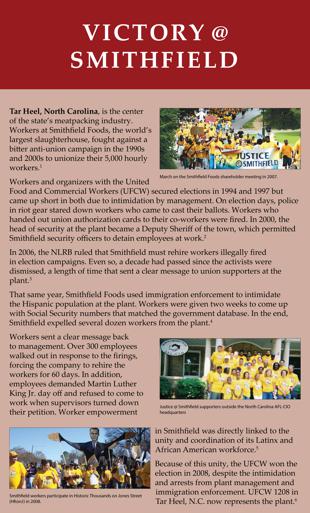 VICTORY @
SMITHFIELD
Tar Heel, North Carolina, is the center
of the state's meatpacking industry.
Workers at Smithfield Foods, the world's
largest slaughterhouse, fought against a
bitter anti-union campaign in the 1990s
and 2000s to unionize their 5,000 hourly
workers.1
JUSTICE
@SMITHFIELD
March on the Smithfield Foods shareholder meeting in 2007.
Workers and organizers with the United
Food and Commercial Workers (UFCW) secured elections in 1994 and 1997 but
came up short in both due to intimidation by management. On election days, police
in riot gear stared down workers who came to cast their ballots. Workers who
handed out union authorization cards to their co-workers were fired. In 2000, the
head of security at the plant became a Deputy Sheriff of the town, which permitted
Smithfield security officers to detain employees at work.2
In 2006, the NLRB ruled that Smithfield must rehire workers illegally fired
in election campaigns. Even so, a decade had passed since the activists were
dismissed, a length of time that sent a clear message to union supporters at the
plant.3
That same year, Smithfield Foods used immigration enforcement to intimidate
the Hispanic population at the plant. Workers were given two weeks to come up
with Social Security numbers that matched the government database. In the end,
Smithfield expelled several dozen workers from the plant.4
Workers sent a clear message back
to management. Over 300 employees
walked out in response to the firings,
forcing the company to rehire the
workers for 60 days. In addition,
employees demanded Martin Luther
King Jr. day off and refused to come to
work when supervisors turned down
their petition. Worker empowerment
Justice @ Smithfield supporters outside the North Carolina AFL-CIO
headquarters
in Smithfield was directly linked to the
unity and coordination of its Latinx and
African American workforce.5
Because of this unity, the UFCW won the
election in 2008, despite the intimidation
and arrests from plant management and
immigration enforcement. UFCW 1208 in
Tar Heel, N.C. now represents the plant.6
Smithfield workers participate in Historic Thousands on Jones Street
(HKonJ) in 2008.